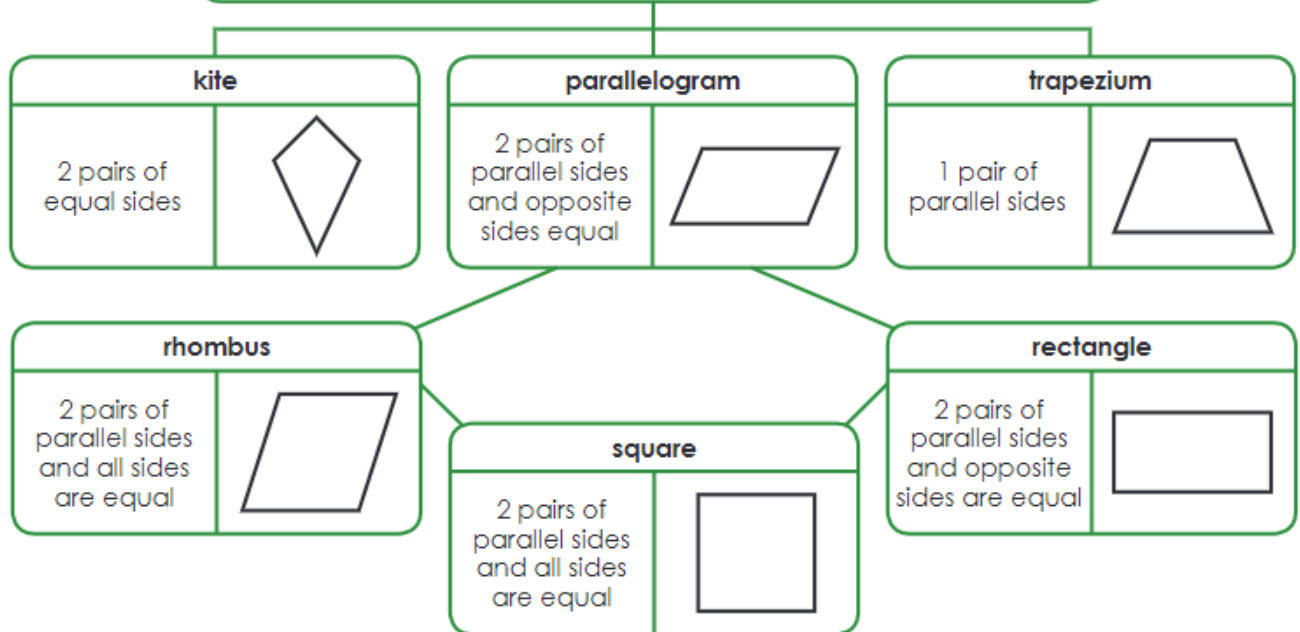 kite
2 pairs of
equal sides
parallelogram
2 pairs of
parallel sides
and opposite
sides equal
trapezium
1 pair of
parallel sides
rhombus
2 pairs of
parallel sides
and all sides
are equal
square
2 pairs of
parallel sides
and all sides
are equal
rectangle
2 pairs of
parallel sides
and opposite
sides are equal